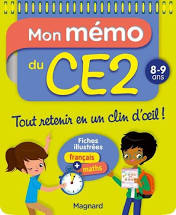 Mon mémo
du CE2
8-9
ans
Tout retenir en un clin d'œil !
Fiches
illustrées
français
+
maths
Magnard